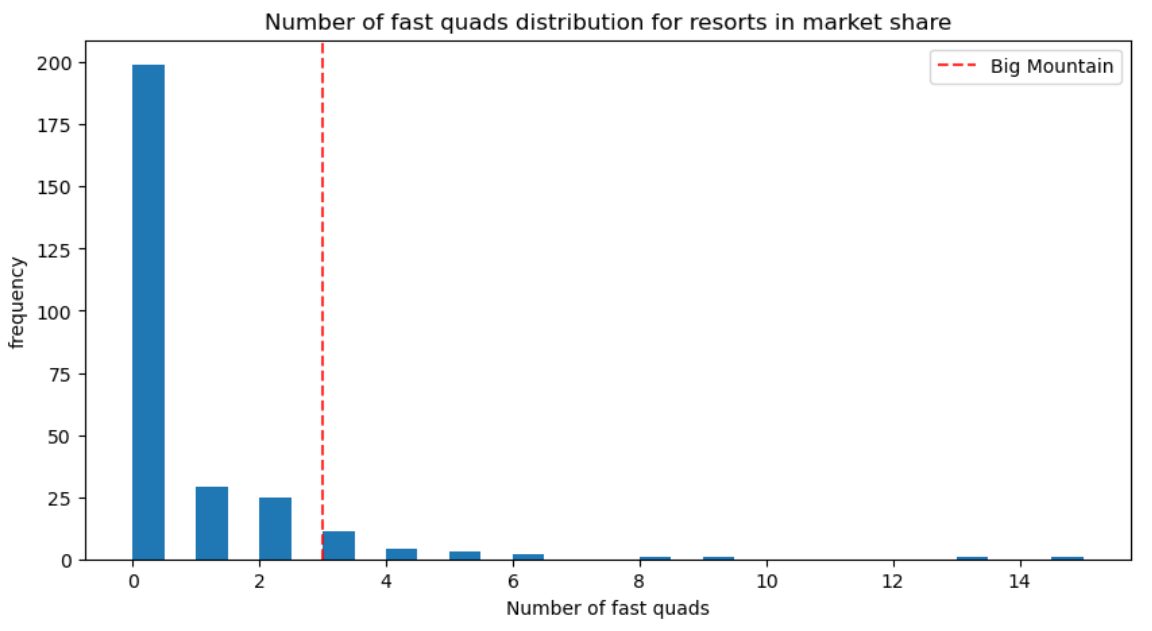 Number of fast quads distribution for resorts in market share
Big Mountain
frequency
200
175
150
125
100
75
50
25
0
0 2 4 6 8 10 12 14
Number of fast quads